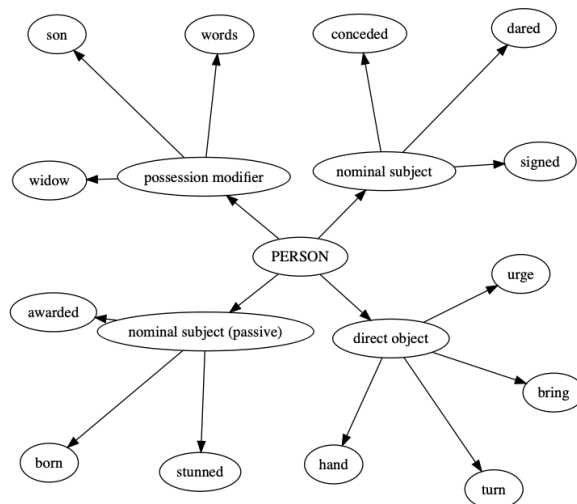 son
words
conceded
dared
widow
possession modifier
nominal subject
signed
PERSON
urge
awarded
nominal subject (passive)
direct object
bring
born
stunned
hand
turn